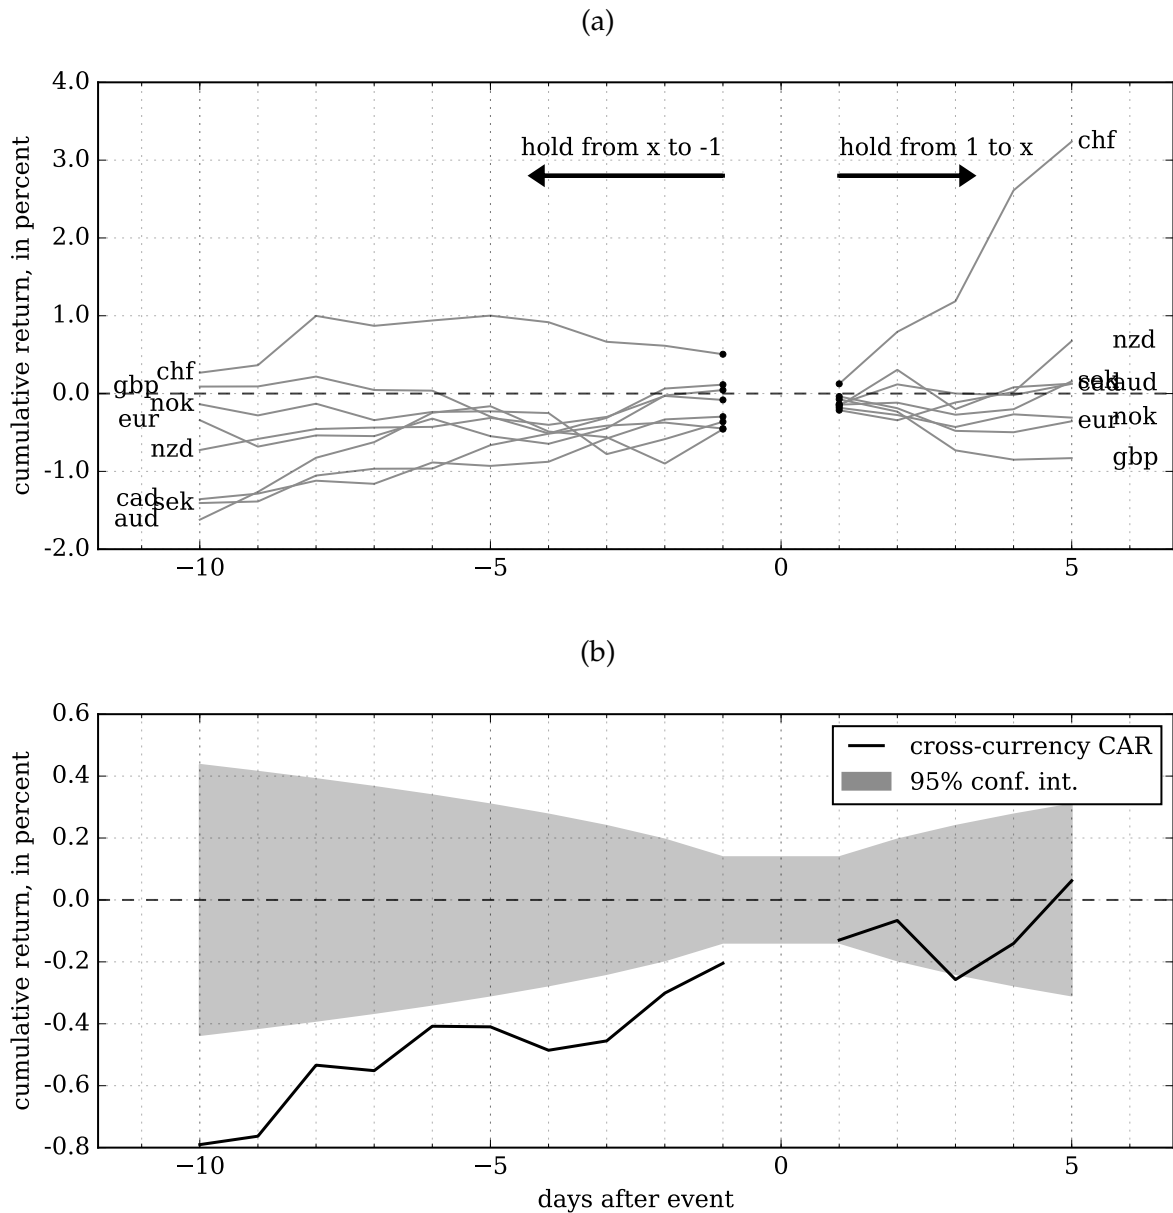 (a)
4.0
3.0
2.0
1.0
0.0
-1.0
-2.0
cumulative return, in percent
hold from x to -1
hold from 1 to x
chf
gbp
nok
eur
nzd
cad
sek
aud
chf
nzd
sek
cad
aud
nok
eur
gbp
−10
−5
0
5
(b)
0.6
0.4
0.2
0.0
-0.2
-0.4
-0.6
-0.8
cumulative return, in percent
cross-currency CAR
95% conf. int.
−10
−5
0
5
days after event